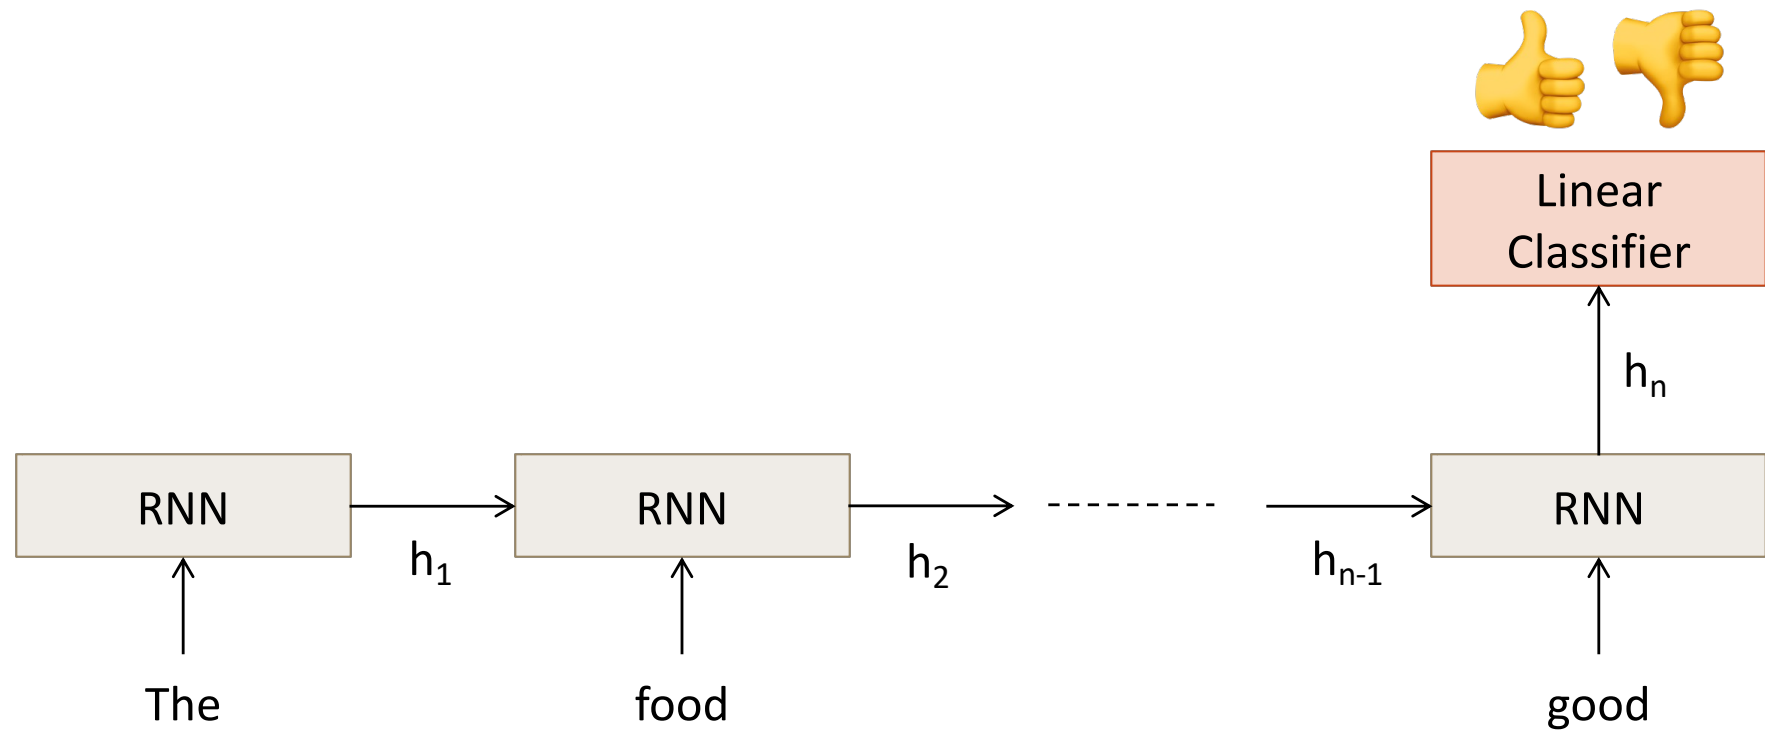 Linear
Classifier
hₙ
RNN
RNN
RNN
h₁
h₂
hₙ₋₁
The
food
good